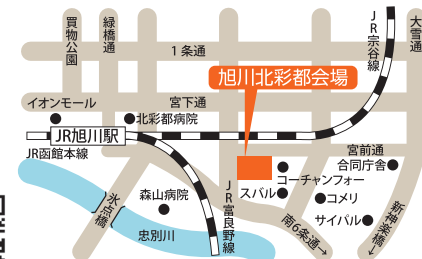 買物公園
緑橋通
JR宗谷線
大雪通
1条通
旭川北彩都会場
イオンモール
宮下通
北彩都病院
JR旭川駅
宮前通
JR函館本線
合同庁舎
コーチャンフォー
スバル
コメリ
森山病院
氷点橋
JR富良野線
サイパル
新神楽橋→
忠別川
南6条通→